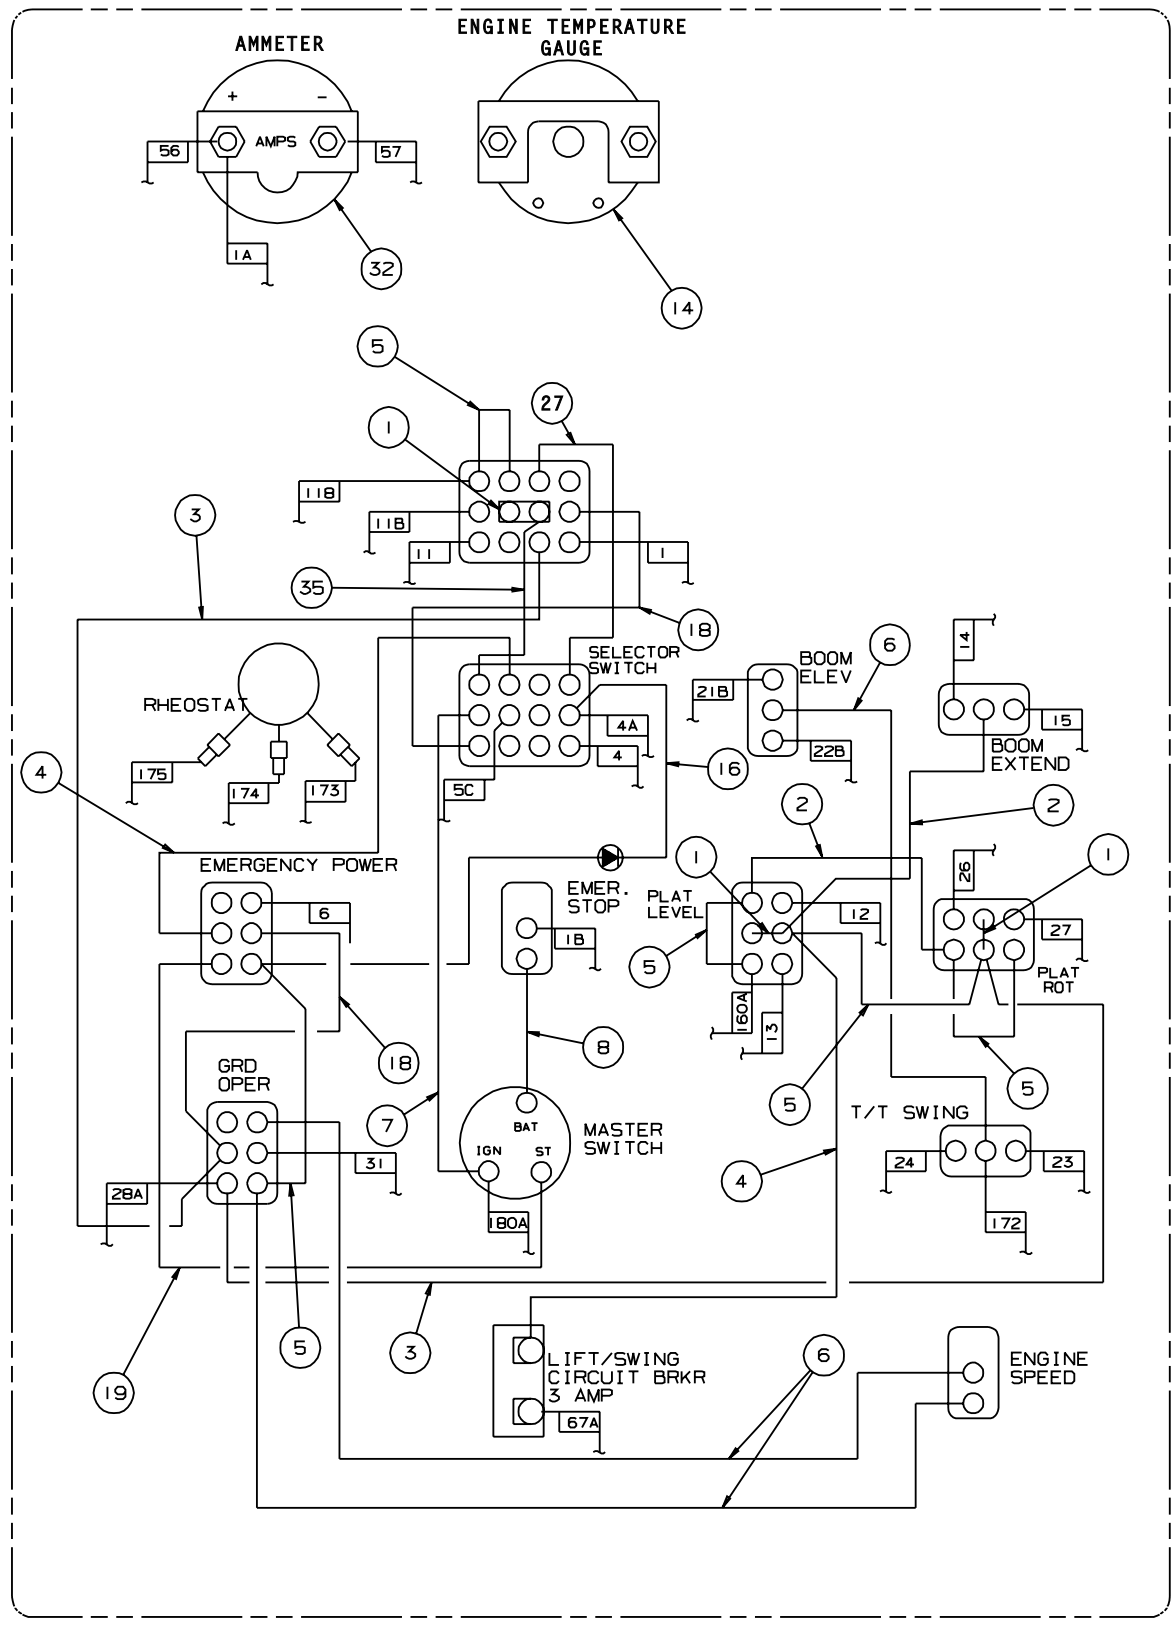 ENGINE TEMPERATURE
GAUGE
AMMETER
+ −
AMPS
56
57
1A
32
14
5
27
1
11B
3
11B
11
1
35
18
SELECTOR
SWITCH
6
14
BOOM
ELEV
21B
RHEOSTAT
4A
15
4
22B
BOOM
EXTEND
4
175
174
173
5C
16
2
2
EMERGENCY POWER
1
1
EMER.
STOP
PLAT
LEVEL
26
6
12
27
1B
5
PLAT
ROT
160A
13
8
18
GRD
OPER
5
5
7
BAT
T/T SWING
MASTER
SWITCH
IGN
ST
31
24
23
28A
4
180A
172
5
3
6
19
LIFT/SWING
CIRCUIT BRKR
3 AMP
ENGINE
SPEED
67A